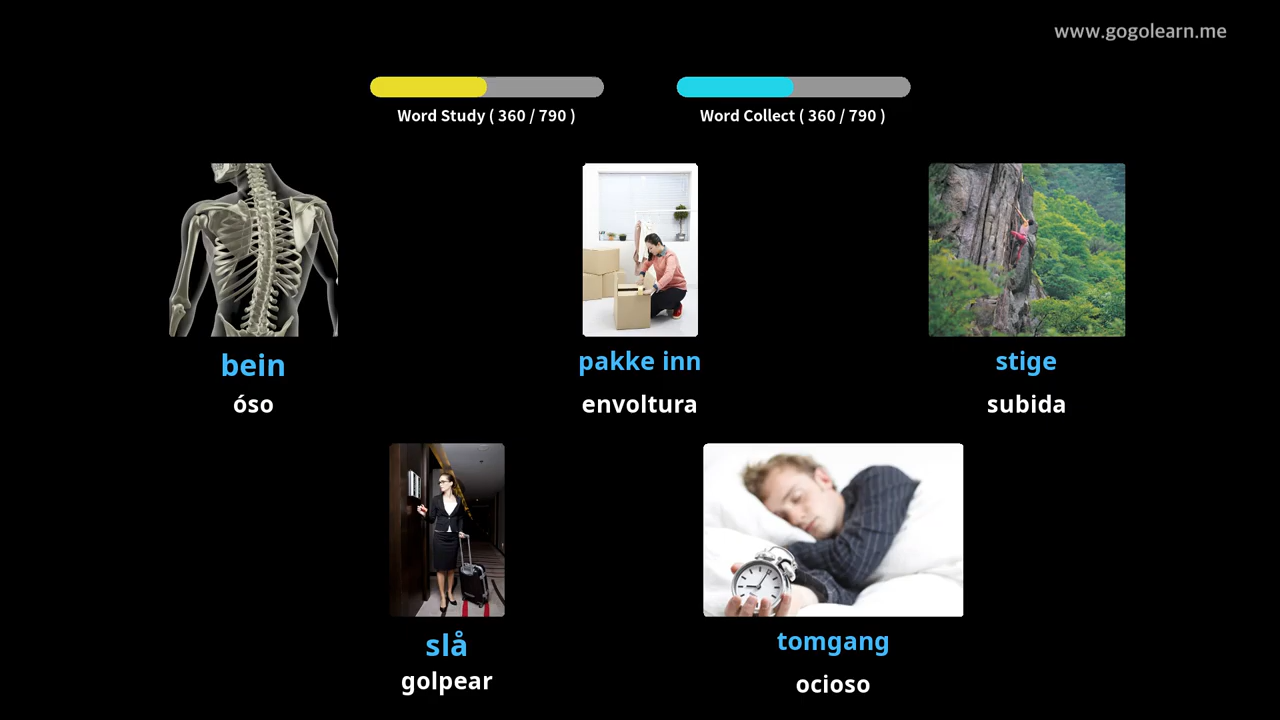 www.gogolearn.me
Word Study ( 360 / 790 )
Word Collect ( 360 / 790 )
bein
pakke inn
stige
óso
envoltura
subida
slå
tomgang
golpear
ocioso